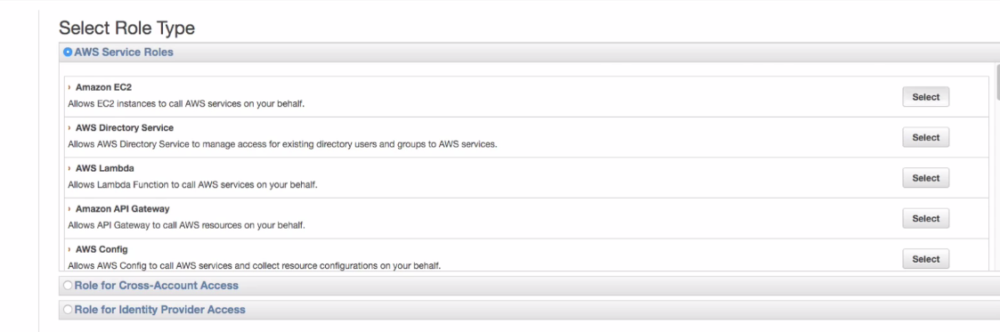 Select Role Type
AWS Service Roles
Amazon EC2
Allows EC2 instances to call AWS services on your behalf.
Select
AWS Directory Service
Allows AWS Directory Service to manage access for existing directory users and groups to AWS services.
Select
AWS Lambda
Allows Lambda Function to call AWS services on your behalf.
Select
Amazon API Gateway
Allows API Gateway to call AWS resources on your behalf.
Select
AWS Config
Allows AWS Config to call AWS services and collect resource configurations on your behalf.
Select
Role for Cross-Account Access
Role for Identity Provider Access